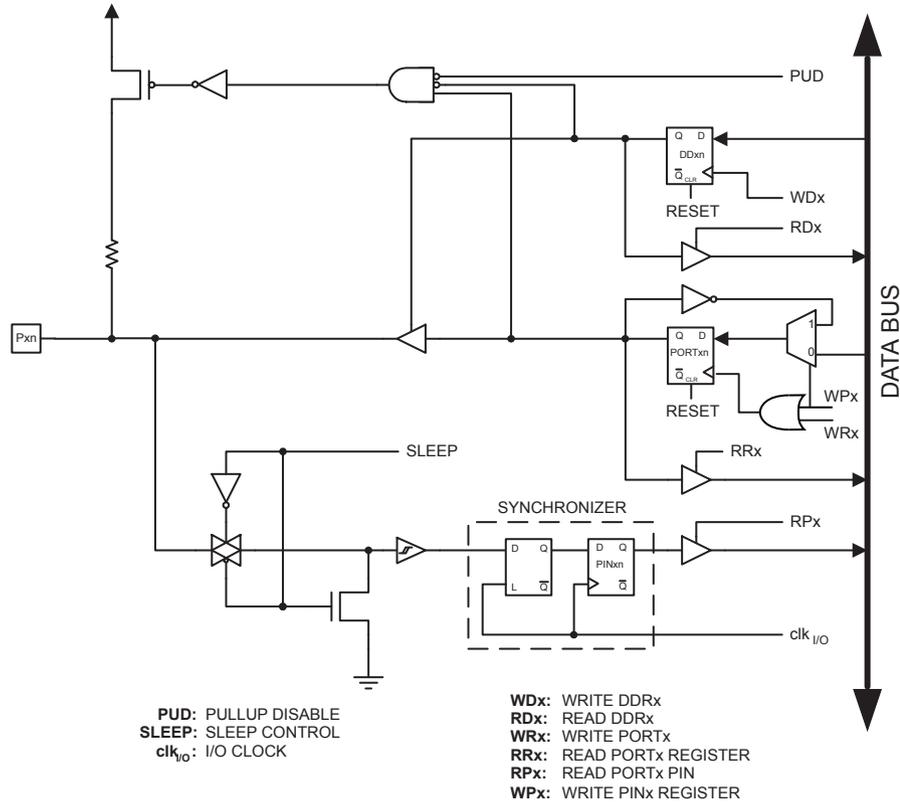 PUD
Q D
DDxn
Q CLR
WDx
RESET
RDx
DATA BUS
1
Pxn
Q D
0
PORTxn
Q CLR
WPx
RESET
WRx
SLEEP
RRx
SYNCHRONIZER
RPx
D Q
D Q
PINxn
L Q
Q
clk I/O
PUD: PULLUP DISABLE
SLEEP: SLEEP CONTROL
clkI/O: I/O CLOCK
WDx: WRITE DDRx
RDx: READ DDRx
WRx: WRITE PORTx
RRx: READ PORTx REGISTER
RPx: READ PORTx PIN
WPx: WRITE PINx REGISTER